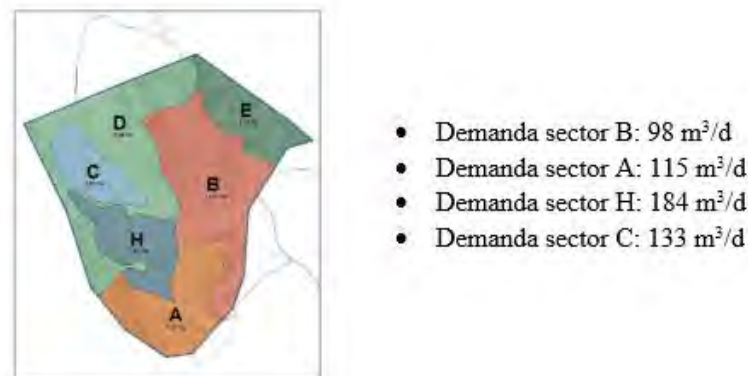 D
E
C
B
H
A
• Demanda sector B: 98 m³/d
• Demanda sector A: 115 m³/d
• Demanda sector H: 184 m³/d
• Demanda sector C: 133 m³/d